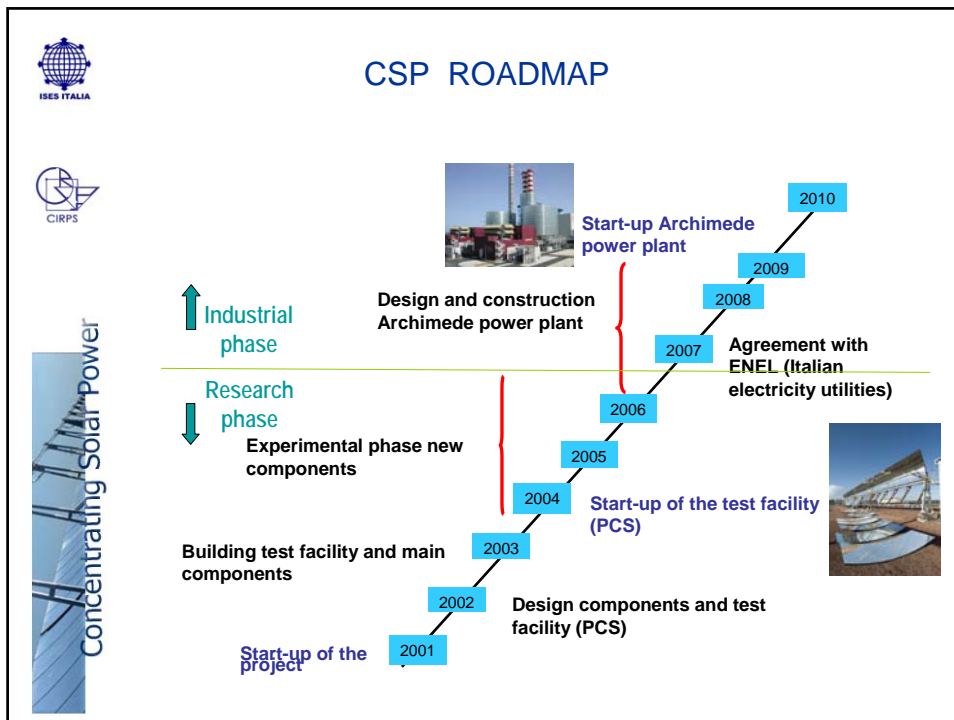 CSP ROADMAP
ISES ITALIA
CIRPS
Concentrating Solar Power
2010
Start-up Archimede
power plant
2009
2008
Design and construction
Archimede power plant
Industrial
phase
2007
Agreement with
ENEL (Italian
electricity utilities)
Research
phase
2006
Experimental phase new
components
2005
2004
Start-up of the test facility
(PCS)
2003
Building test facility and main
components
2002
Design components and test
facility (PCS)
2001
Start-up of the
project